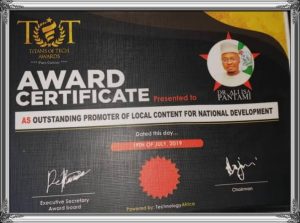 TOT
TITANS OF TECH
AWARDS
AWARD
CERTIFICATE Presented to
DR. ALI ISA
PANTAMI
AS OUTSTANDING PROMOTER OF LOCAL CONTENT FOR NATIONAL DEVELOPMENT
Dated this day...
19TH OF JULY, 2019
Executive Secretary
Award board
Chairman
Powered by: TechnologyAfrica